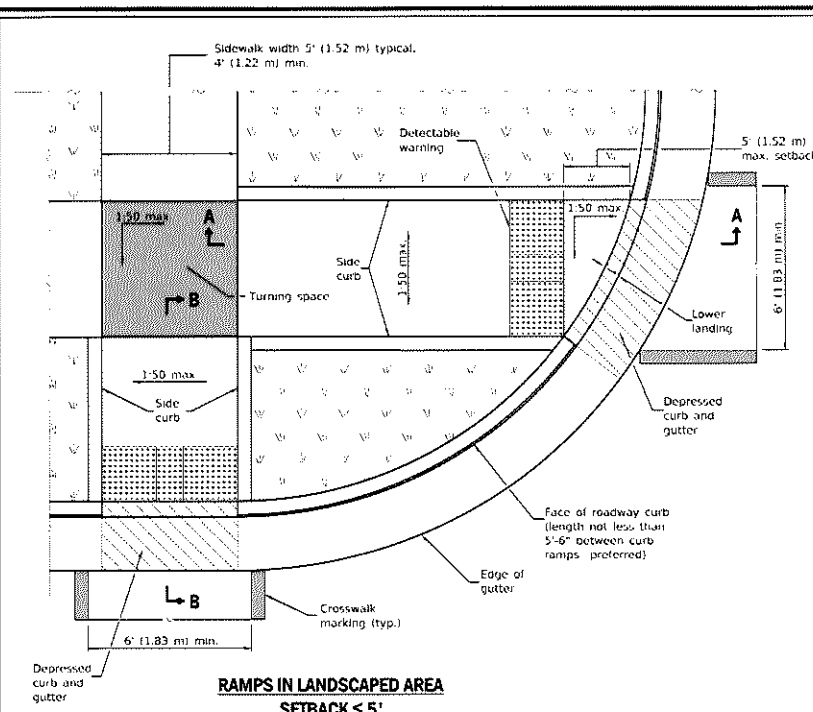 Sidewalk width 5' (1.52 m) typical,
4' (1.22 m) min.
Detectable
warning
5' (1.52 m)
max. setback
1:50 max
A
1:50 max
A
Side
curb
1:50 max.
6' (1.83 m) min
B
Turning space
Lower
landing
1:50 max
Side
curb
Depressed
curb and
gutter
Face of roadway curb
(length not less than
5'-6" between curb
ramps preferred)
Edge of
gutter
B
Crosswalk
marking (typ.)
6' (1.83 m) min.
Depressed
curb and
gutter
RAMPS IN LANDSCAPED AREA
SETBACK ≤ 5'